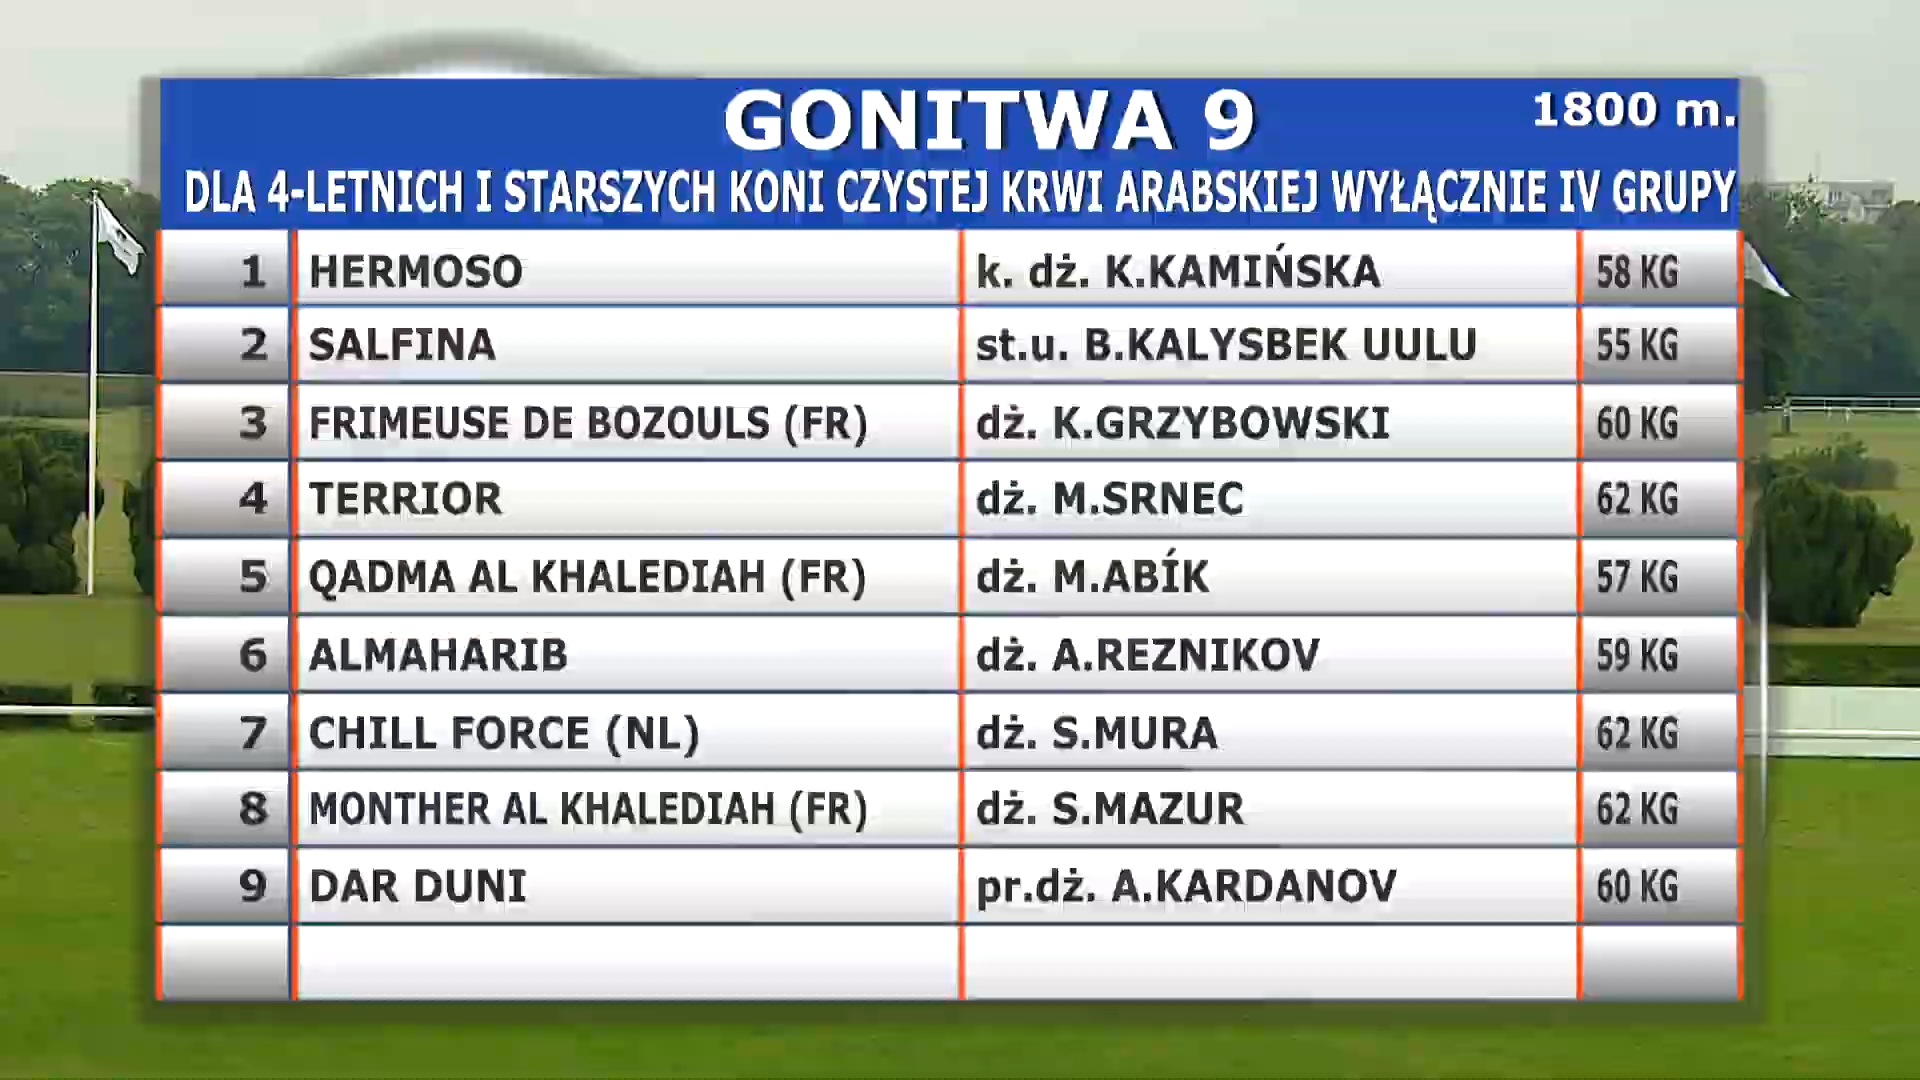 GONITWA 9 1800 m.
DLA 4-LETNICH I STARSZYCH KONI CZYSTEJ KRWI ARABSKIEJ WYŁĄCZNIE IV GRUPY
1 HERMOSO k. dż. K.KAMIŃSKA 58 KG
2 SALFINA st.u. B.KALYSBEK UULU 55 KG
3 FRIMEUSE DE BOZOULS (FR) dż. K.GRZYBOWSKI 60 KG
4 TERRIOR dż. M.SRNEC 62 KG
5 QADMA AL KHALEDIAH (FR) dż. M.ABÍK 57 KG
6 ALMAHARIB dż. A.REZNIKOV 59 KG
7 CHILL FORCE (NL) dż. S.MURA 62 KG
8 MONTHER AL KHALEDIAH (FR) dż. S.MAZUR 62 KG
9 DAR DUNI pr.dż. A.KARDANOV 60 KG